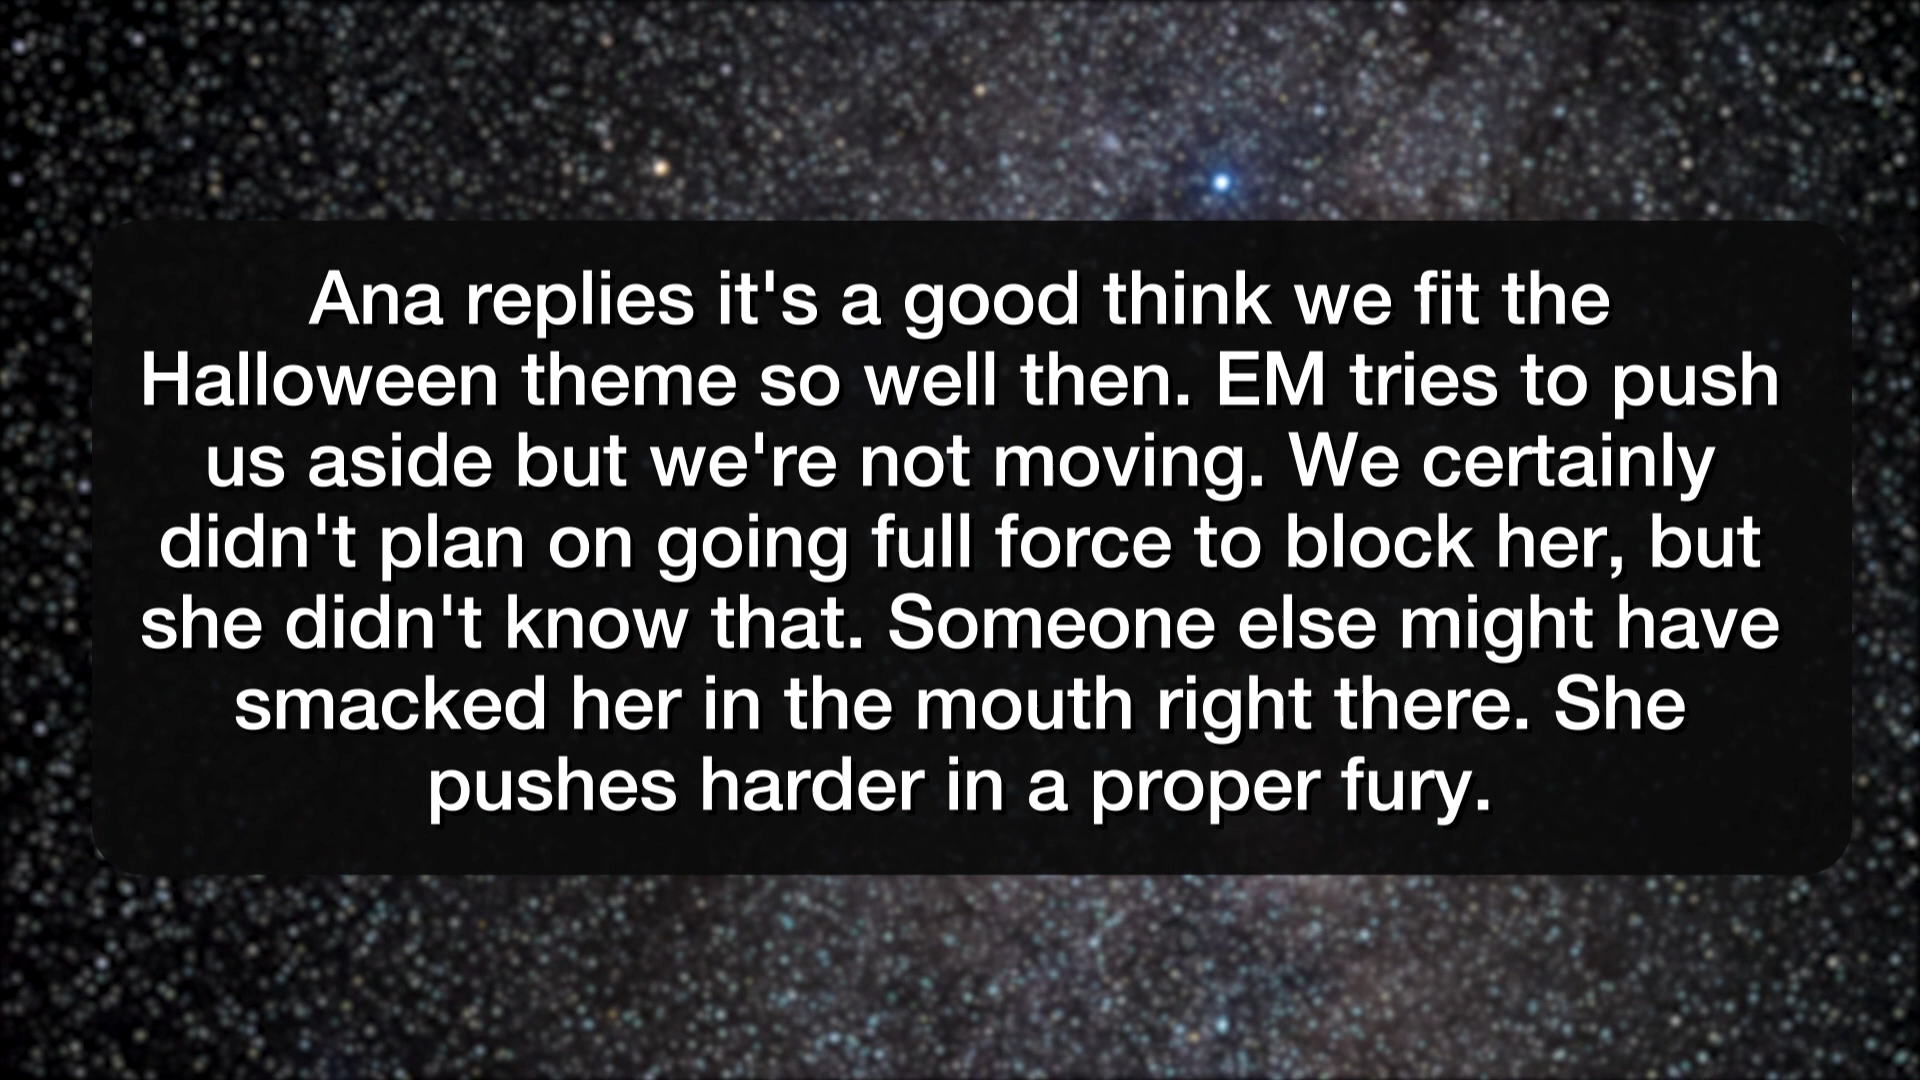 Ana replies it's a good think we fit the
Halloween theme so well then. EM tries to push
us aside but we're not moving. We certainly
didn't plan on going full force to block her, but
she didn't know that. Someone else might have
smacked her in the mouth right there. She
pushes harder in a proper fury.